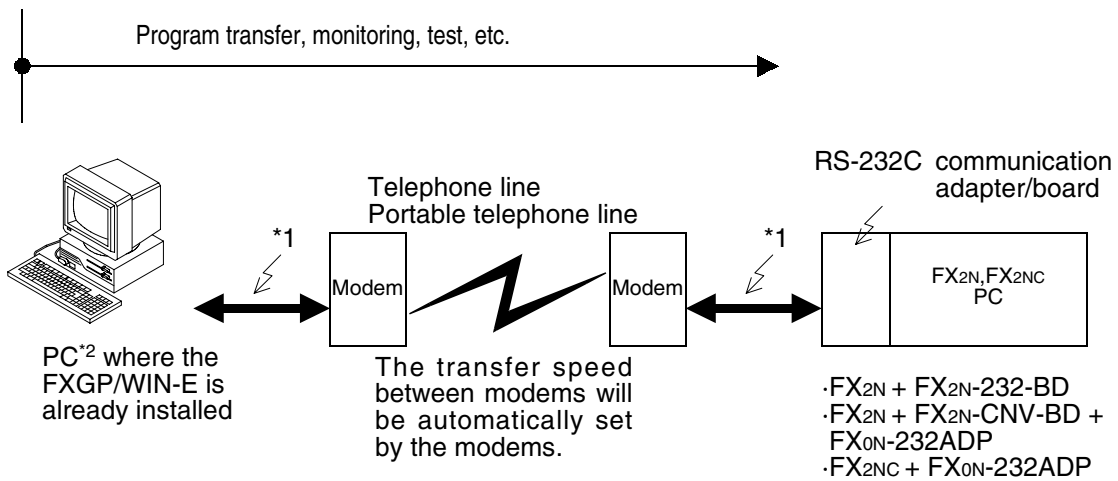 Program transfer, monitoring, test, etc.
RS-232C communication
adapter/board
Telephone line
Portable telephone line
*1
*1
Modem
Modem
FX2N,FX2NC
PC
PC*2 where the
FXGP/WIN-E is
already installed
The transfer speed
between modems will
be automatically set
by the modems.
·FX2N + FX2N-232-BD
·FX2N + FX2N-CNV-BD +
FX0N-232ADP
·FX2NC + FX0N-232ADP